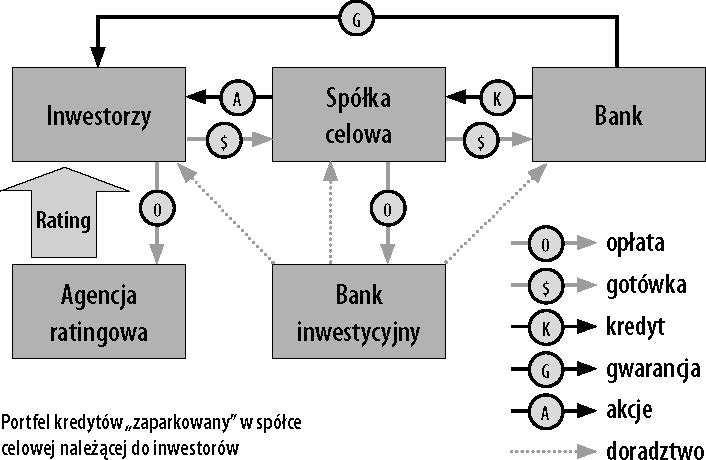 G
Inwestorzy
A
$
Spółka
celowa
K
$
Bank
Rating
O
O
Agencja
ratingowa
Bank
inwestycyjny
O opłata
$ gotówka
K kredyt
G gwarancja
A akcje
doradztwo
Portfel kredytów „zaparkowany” w spółce
celowej należącej do inwestorów